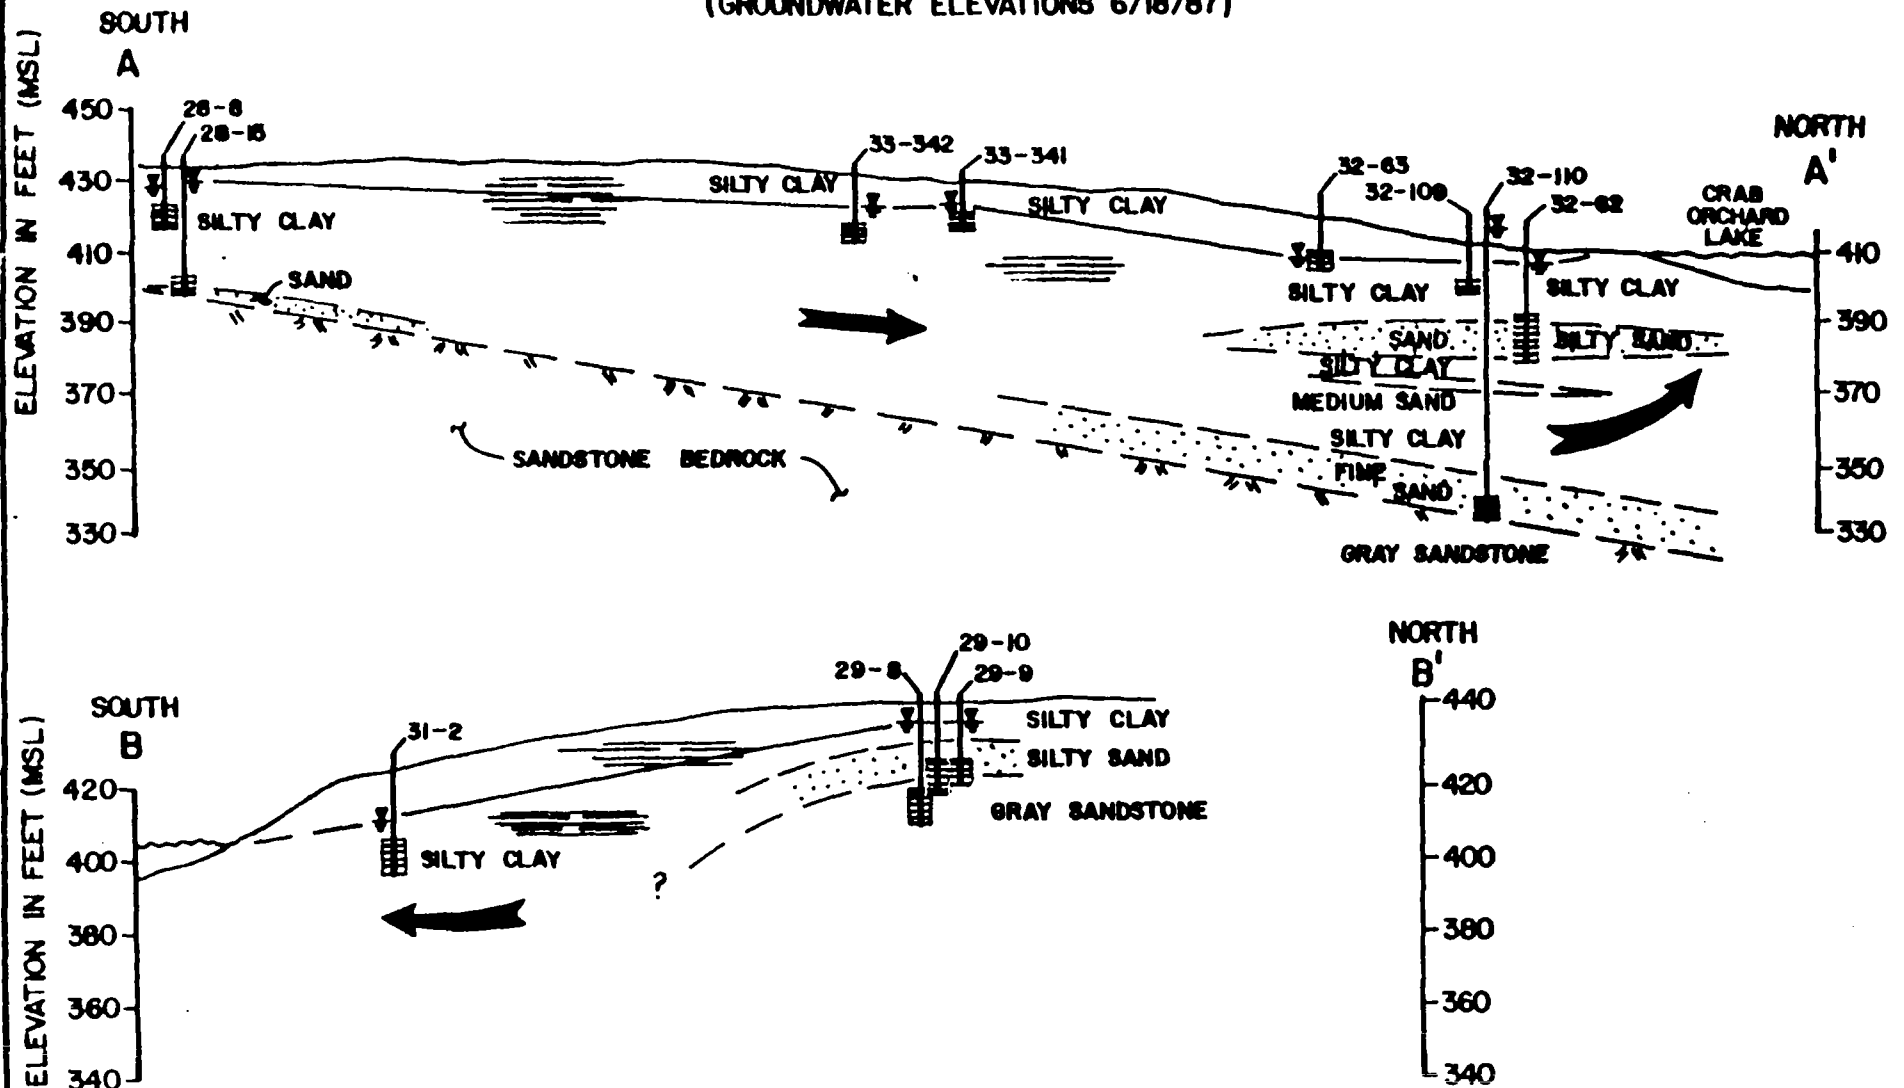 (GROUNDWATER ELEVATIONS 6/18/87)
SOUTH
A
ELEVATION IN FEET (MSL)
450
430
410
390
370
350
330
28-8
28-15
SILTY CLAY
SAND
SANDSTONE BEDROCK
33-342
33-341
SILTY CLAY
SILTY CLAY
32-63
32-109
32-110
32-62
NORTH
A'
CRAB
ORCHARD
LAKE
SILTY CLAY
SILTY CLAY
SAND
SILTY SAND
SILTY CLAY
MEDIUM SAND
SILTY CLAY
FINE
SAND
GRAY SANDSTONE
410
390
370
350
330
SOUTH
B
ELEVATION IN FEET (MSL)
420
400
380
360
340
31-2
SILTY CLAY
?
29-8
29-10
29-9
SILTY CLAY
SILTY SAND
GRAY SANDSTONE
NORTH
B'
440
420
400
380
360
340